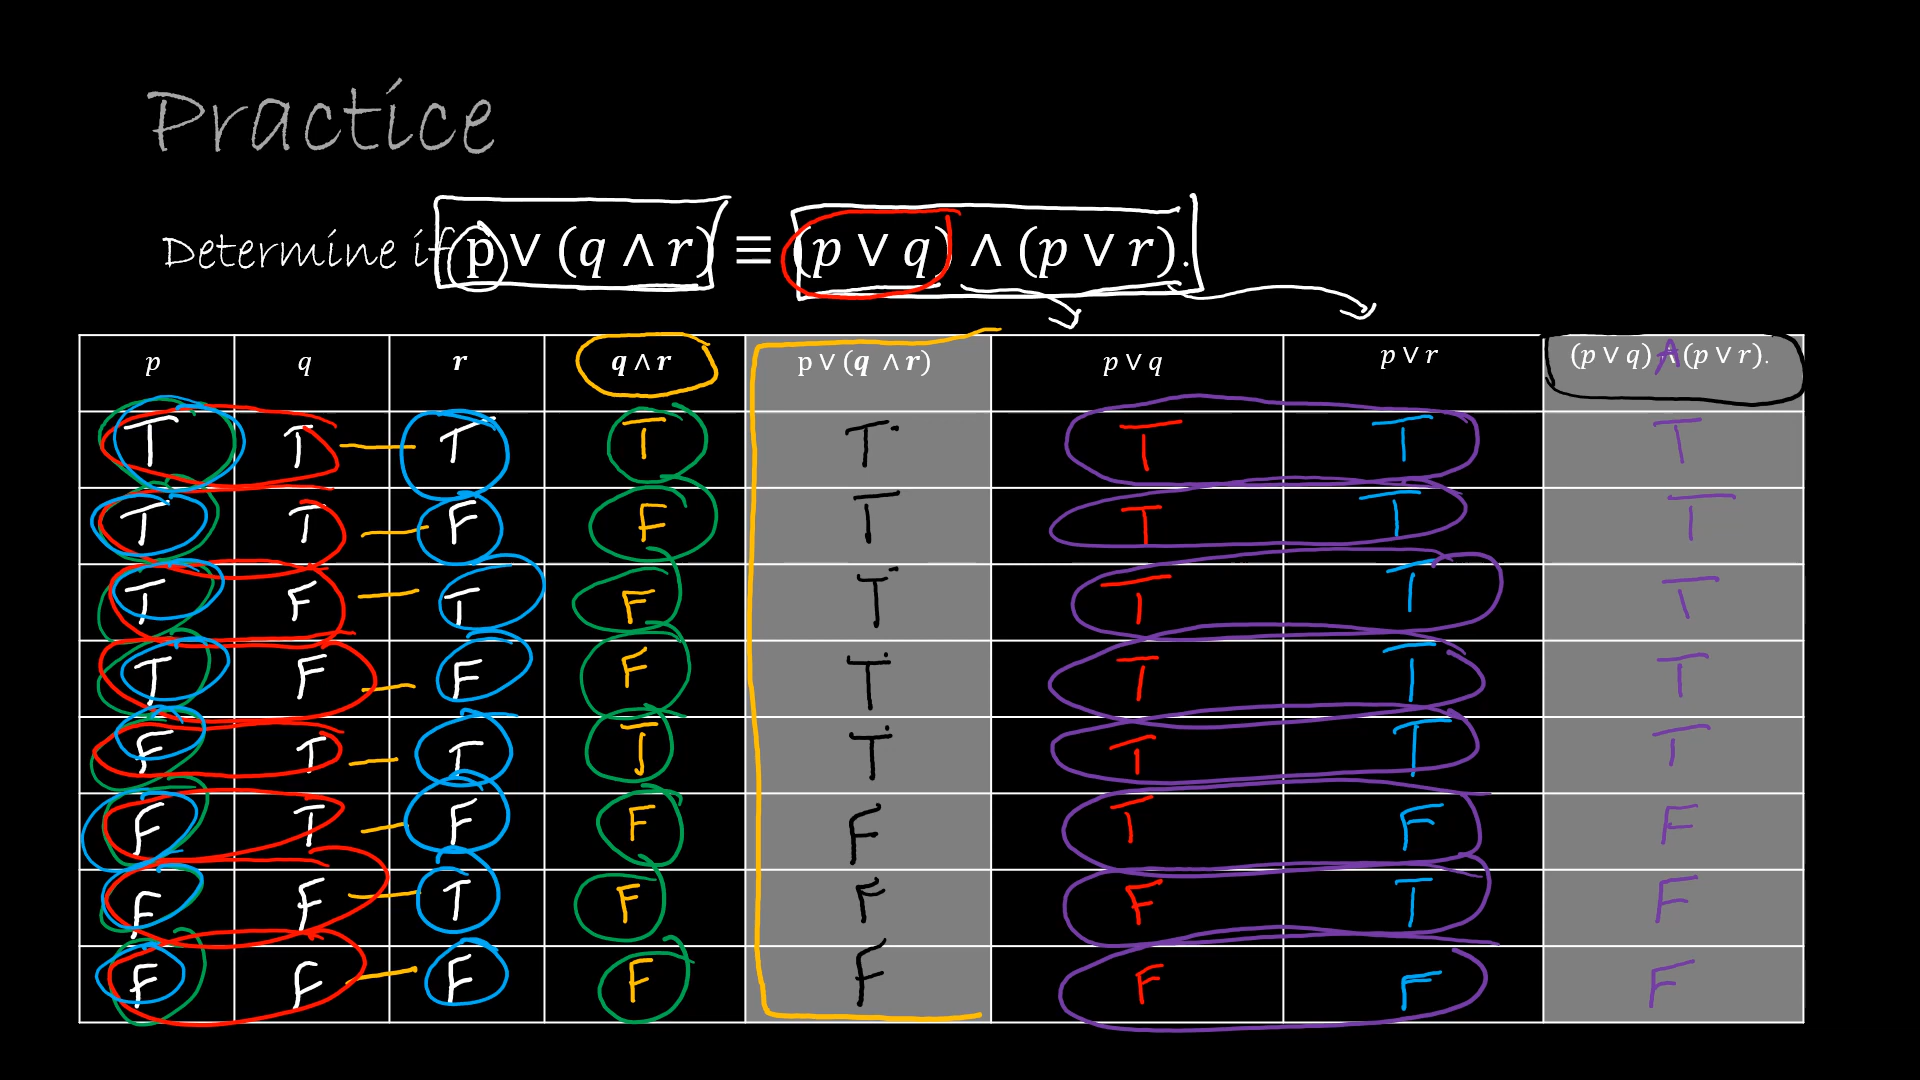 Practice
Determine if p ∨ (q ∧ r) ≡ (p ∨ q) ∧ (p ∨ r).
p q r q ∧ r p ∨ (q ∧ r) p ∨ q p ∨ r (p ∨ q) ∧ (p ∨ r).
T T T T T T T T
T T F F T T T T
T F T F T T T T
T F F F T T T T
F T T T T T T T
F T F F F T F F
F F T F F F T F
F F F F F F F F